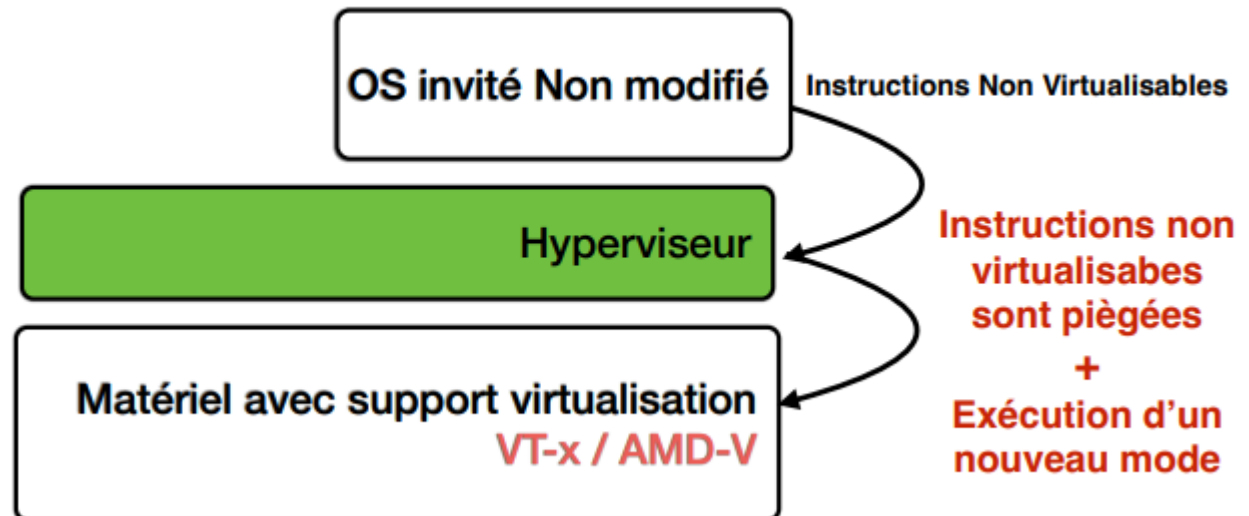 OS invité Non modifié
Instructions Non Virtualisables
Hyperviseur
Instructions non
virtualisabes
sont piègées
+
Exécution d'un
nouveau mode
Matériel avec support virtualisation
VT-x / AMD-V